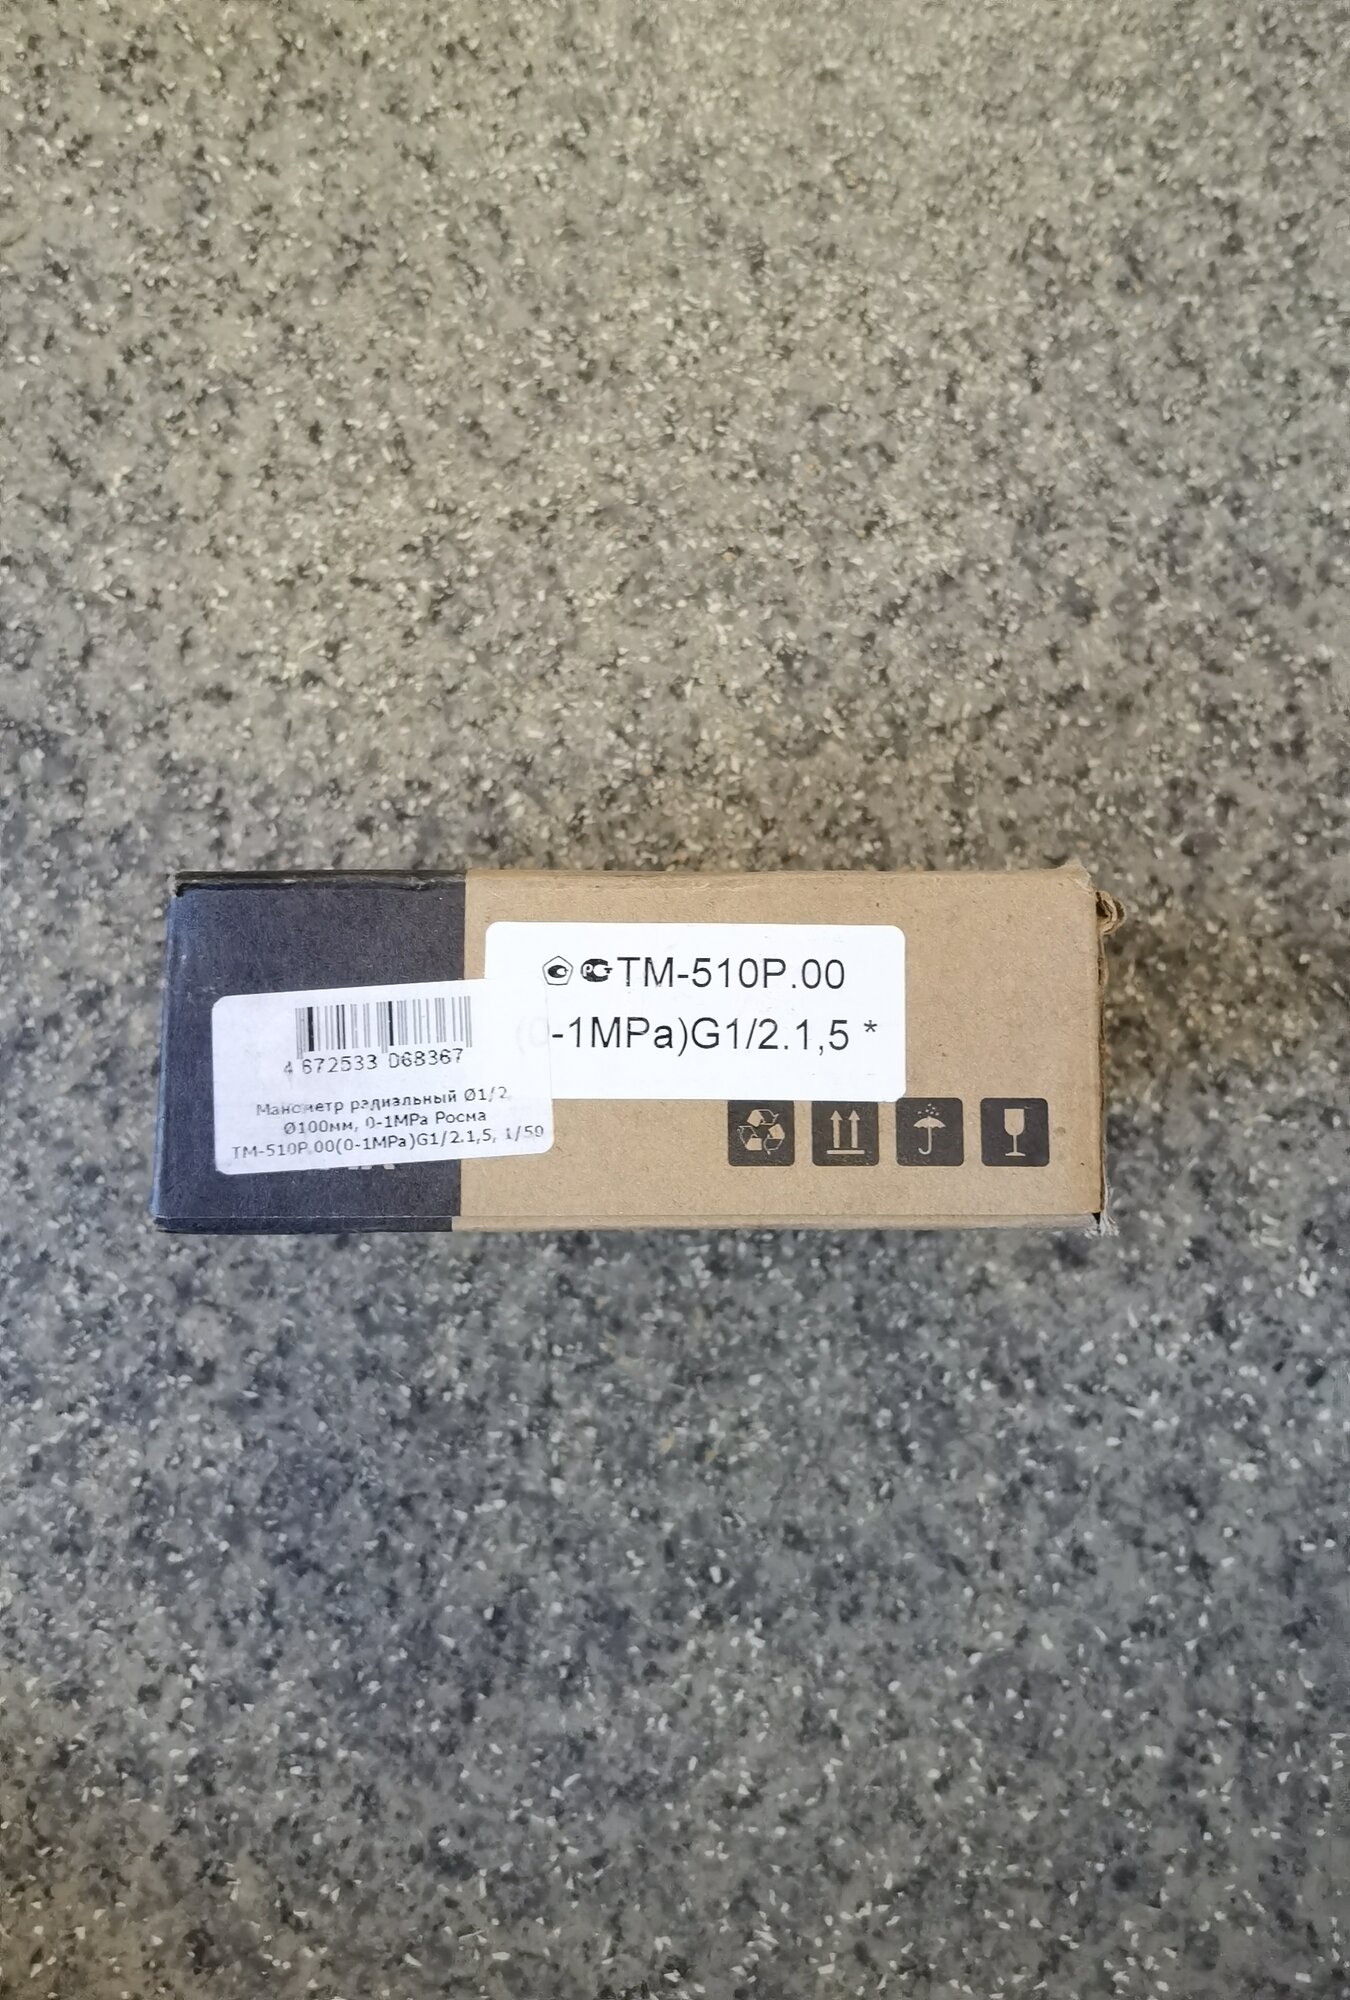 ТМ-510Р.00
(0-1MPa)G1/2.1,5 *
4 672533 068367
Манометр радиальный Ø1/2,
Ø100мм, 0-1MPa Росма
ТМ-510Р.00(0-1MPa)G1/2.1,5, 1/50